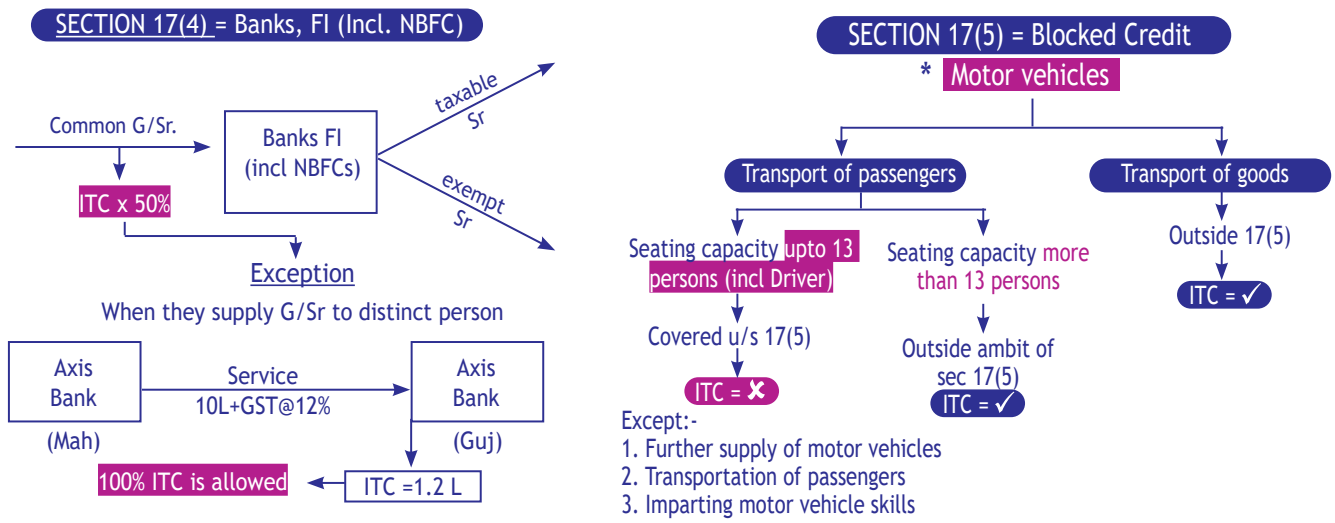 SECTION 17(4) = Banks, FI (Incl. NBFC)
Common G/Sr.
ITC x 50%
Banks FI
(incl NBFCs)
taxable
Sr
exempt
Sr
Exception
When they supply G/Sr to distinct person
Axis
Bank
(Mah)
Service
10L+GST@12%
Axis
Bank
(Guj)
100% ITC is allowed
ITC =1.2 L
SECTION 17(5) = Blocked Credit
* Motor vehicles
Transport of passengers
Seating capacity upto 13
persons (incl Driver)
Covered u/s 17(5)
ITC = ✘
Except:-
1. Further supply of motor vehicles
2. Transportation of passengers
3. Imparting motor vehicle skills
Seating capacity more
than 13 persons
Outside ambit of
sec 17(5)
ITC = ✓
Transport of goods
Outside 17(5)
ITC = ✓